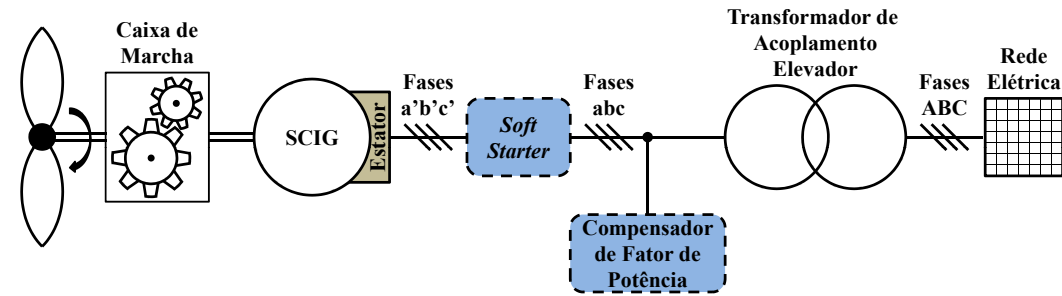 Caixa de
Marcha
SCIG
Estator
Fases
a’b’c’
Soft
Starter
Fases
abc
Compensador
de Fator de
Potência
Transformador de
Acoplamento
Elevador
Fases
ABC
Rede
Elétrica